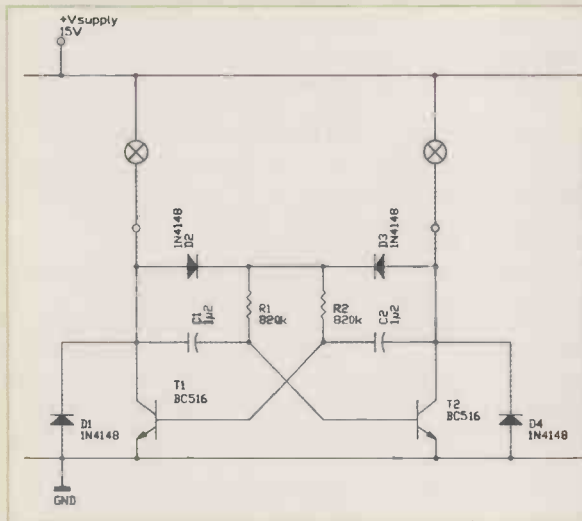 +Vsupply
15V
1N4148
D2
D3
1N4148
C1
1µ2
R1
820k
R2
820k
C2
1µ2
T1
BC516
T2
BC516
D1
1N4148
D4
1N4148
GND